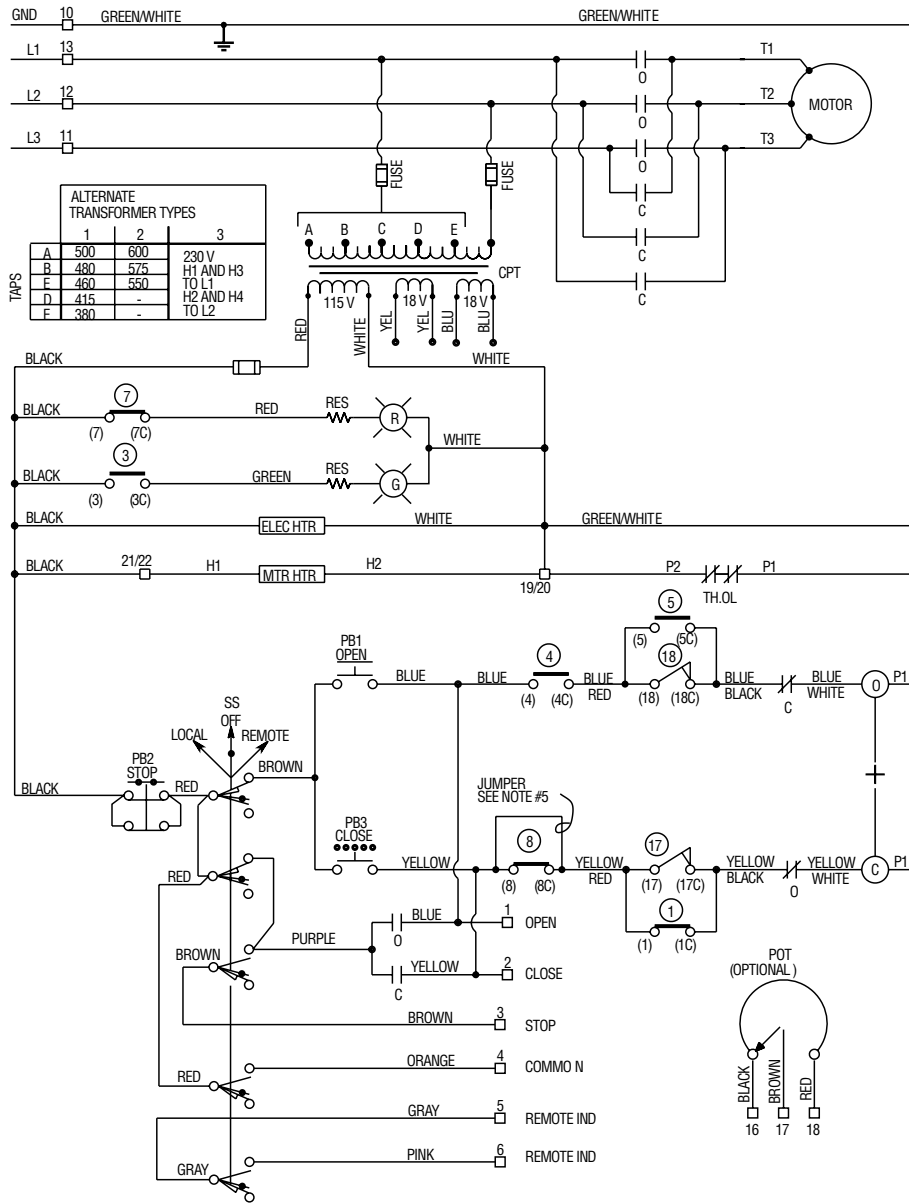 GND 10 GREEN/WHITE GREEN/WHITE
L1 13 T1
O
L2 12 T2 MOTOR
O
L3 11 T3
O
FUSE FUSE
C
C
C
ALTERNATE
TRANSFORMER TYPES
1 2 3
TAPS
A 500 600 230 V
B 480 575 H1 AND H3
E 460 550 TO L1
D 415 - H2 AND H4
E 380 - TO L2
A B C D E
CPT
115 V 18 V 18 V
RED WHITE YEL YEL BLU BLU
BLACK WHITE
7
BLACK RED RES R
(7) (7C)
WHITE
3
BLACK GREEN RES G
(3) (3C)
BLACK ELEC HTR WHITE GREEN/WHITE
BLACK 21/22 H1 MTR HTR H2 19/20 P2 P1
TH.OL
5
(5) (5C)
PB1
OPEN
BLUE BLUE 4 BLUE 18 BLUE BLUE O P1
(4) (4C) RED (18) (18C) BLACK C WHITE
SS
OFF
LOCAL REMOTE
PB2
STOP
BLACK RED BROWN
JUMPER
SEE NOTE #5
PB3
CLOSE
YELLOW 8 YELLOW 17 YELLOW YELLOW C P1
(8) (8C) RED (17) (17C) BLACK O WHITE
1
(1) (1C)
RED
PURPLE
BLUE 1 OPEN
O
YELLOW 2 CLOSE
C
BROWN
BROWN 3 STOP
RED
ORANGE 4 COMMO N
GRAY 5 REMOTE IND
GRAY
PINK 6 REMOTE IND
POT
(OPTIONAL )
BLACK BROWN RED
16 17 18